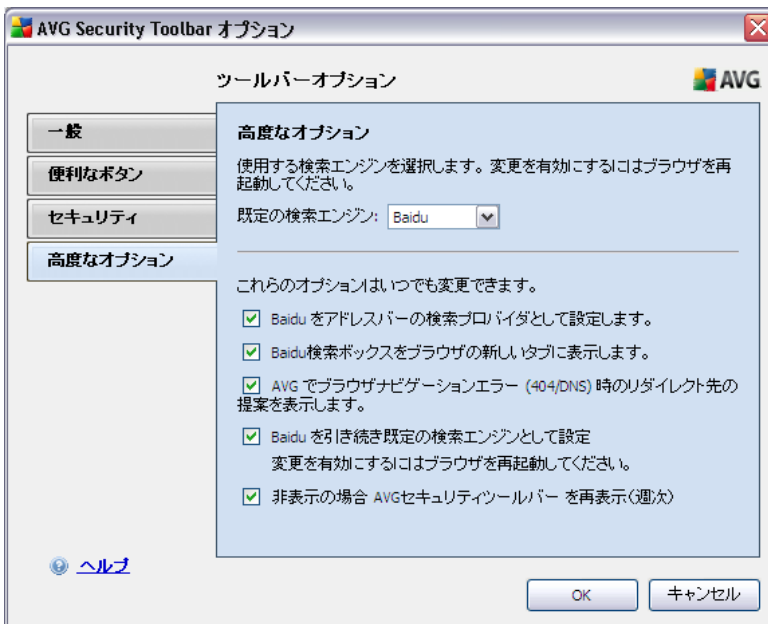 AVG Security Toolbar オプション
ツールバーオプション
AVG
一般
便利なボタン
セキュリティ
高度なオプション
高度なオプション
使用する検索エンジンを選択します。変更を有効にするにはブラウザを再
起動してください。
既定の検索エンジン: Baidu
これらのオプションはいつでも変更できます。
Baidu をアドレスバーの検索プロバイダとして設定します。
Baidu検索ボックスをブラウザの新しいタブに表示します。
AVG でブラウザナビゲーションエラー (404/DNS) 時のリダイレクト先の
提案を表示します。
Baidu を引き続き既定の検索エンジンとして設定
変更を有効にするにはブラウザを再起動してください。
非表示の場合 AVGセキュリティツールバー を再表示(週次)
ヘルプ
OK
キャンセル